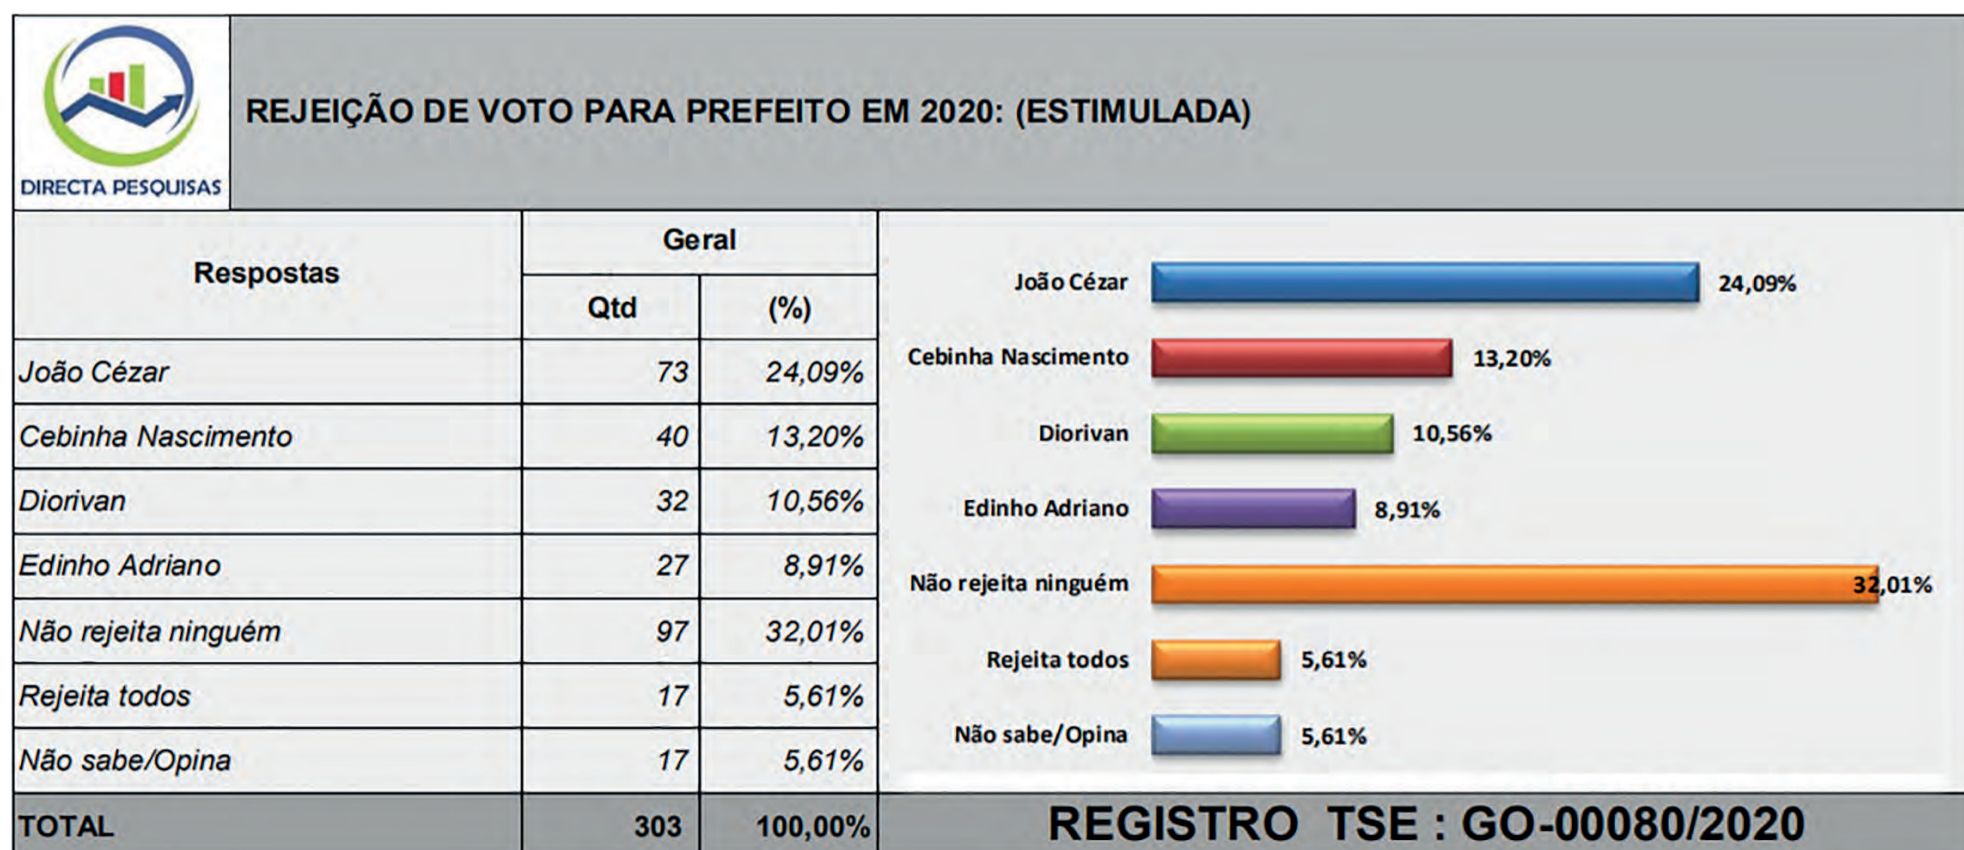 DIRECTA PESQUISAS
REJEIÇÃO DE VOTO PARA PREFEITO EM 2020: (ESTIMULADA)
Respostas
Geral
Qtd (%)
João Cézar 73 24,09%
Cebinha Nascimento 40 13,20%
Diorivan 32 10,56%
Edinho Adriano 27 8,91%
Não rejeita ninguém 97 32,01%
Rejeita todos 17 5,61%
Não sabe/Opina 17 5,61%
TOTAL 303 100,00%
João Cézar 24,09%
Cebinha Nascimento 13,20%
Diorivan 10,56%
Edinho Adriano 8,91%
Não rejeita ninguém 32,01%
Rejeita todos 5,61%
Não sabe/Opina 5,61%
REGISTRO TSE : GO-00080/2020